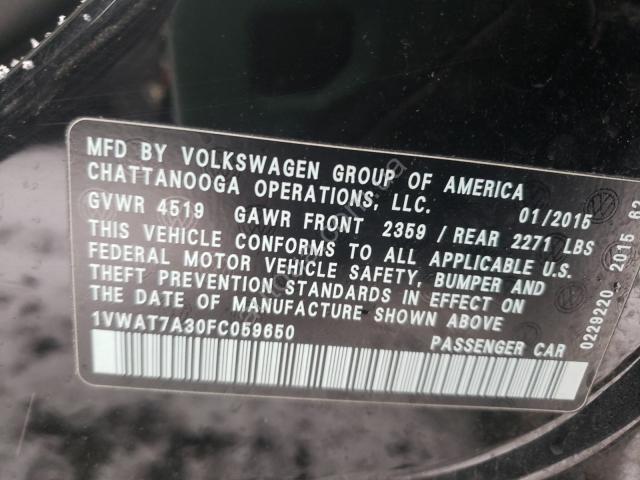 MFD BY VOLKSWAGEN GROUP OF AMERICA
CHATTANOOGA OPERATIONS, LLC. 01/2015
GVWR 4519 GAWR FRONT 2359 / REAR 2271 LBS
THIS VEHICLE CONFORMS TO ALL APPLICABLE U.S.
FEDERAL MOTOR VEHICLE SAFETY, BUMPER AND
THEFT PREVENTION STANDARDS IN EFFECT ON
THE DATE OF MANUFACTURE SHOWN ABOVE
1VWAT7A30FC059650 PASSENGER CAR
0229220 2015